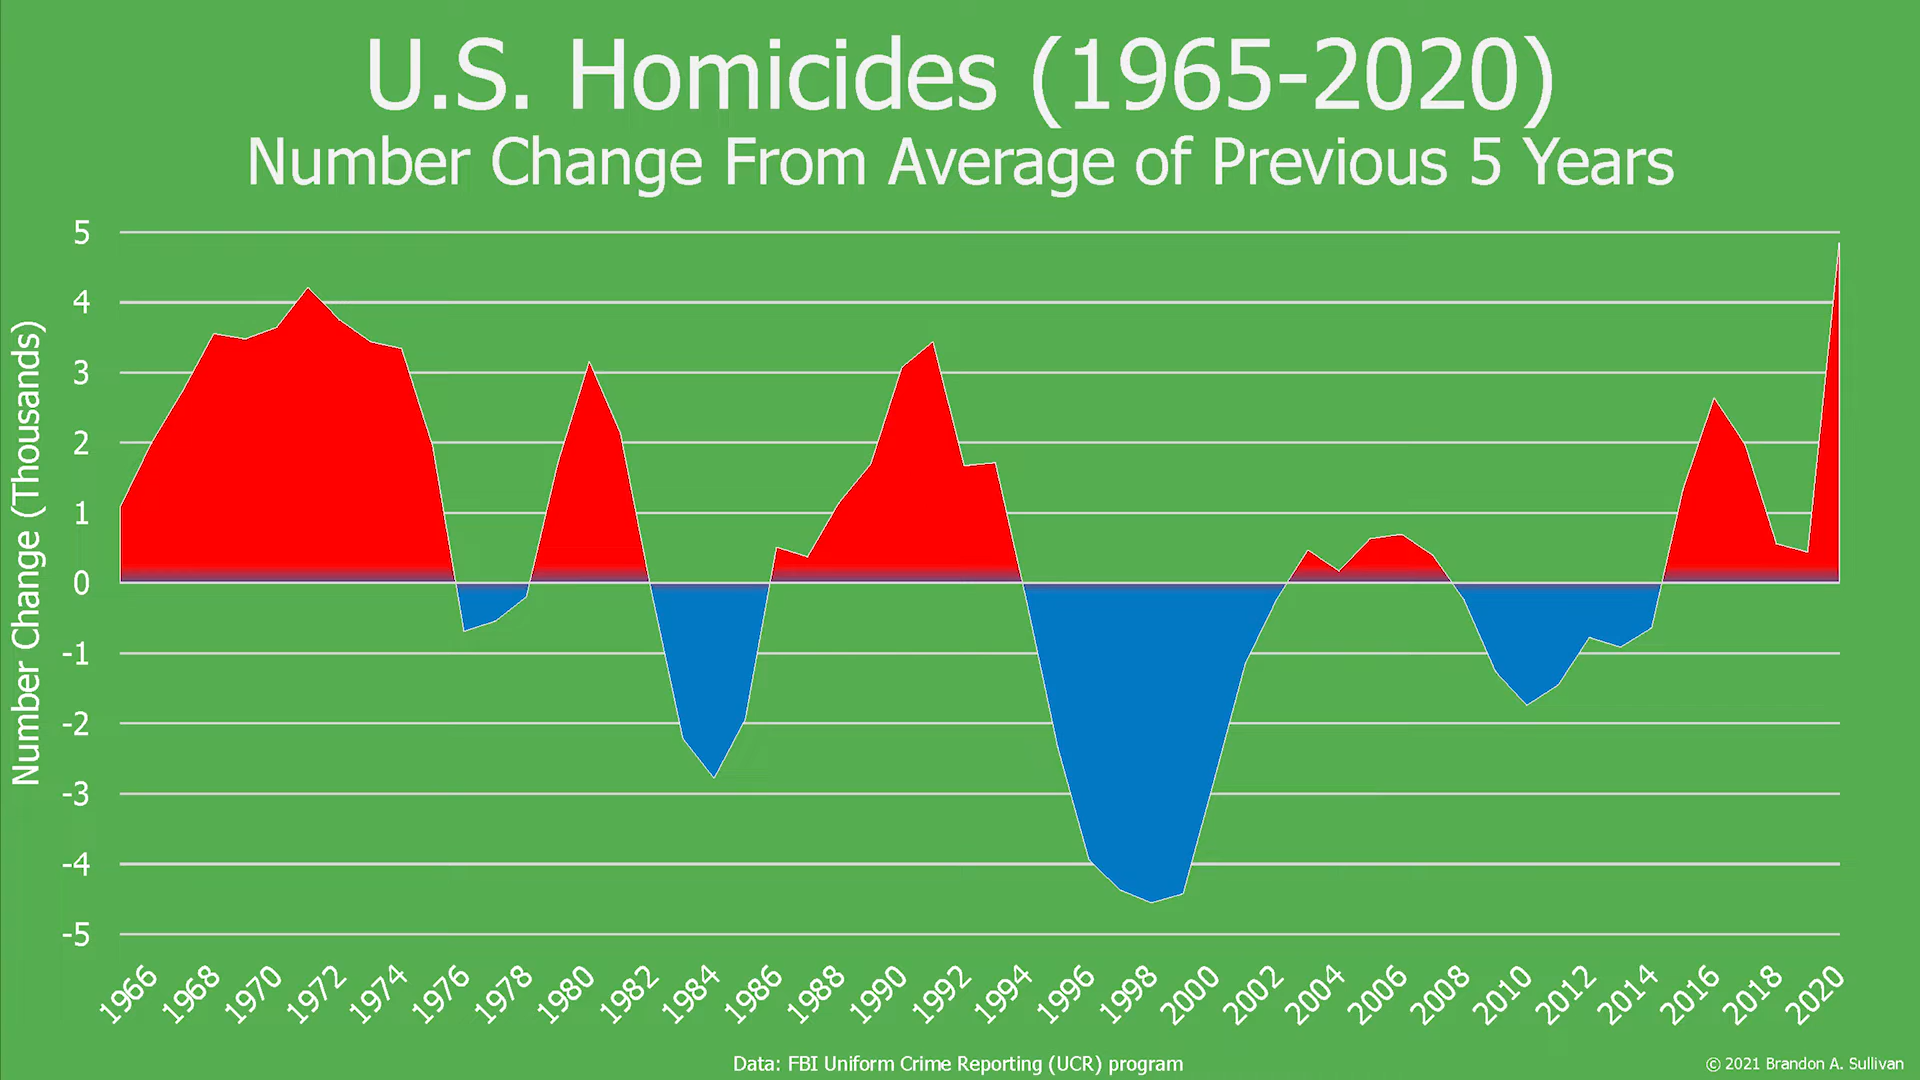 U.S. Homicides (1965-2020)
Number Change From Average of Previous 5 Years
Number Change (Thousands)
5
4
3
2
1
0
-1
-2
-3
-4
-5
1966 1968 1970 1972 1974 1976 1978 1980 1982 1984 1986 1988 1990 1992 1994 1996 1998 2000 2002 2004 2006 2008 2010 2012 2014 2016 2018 2020
Data: FBI Uniform Crime Reporting (UCR) program
© 2021 Brandon A. Sullivan